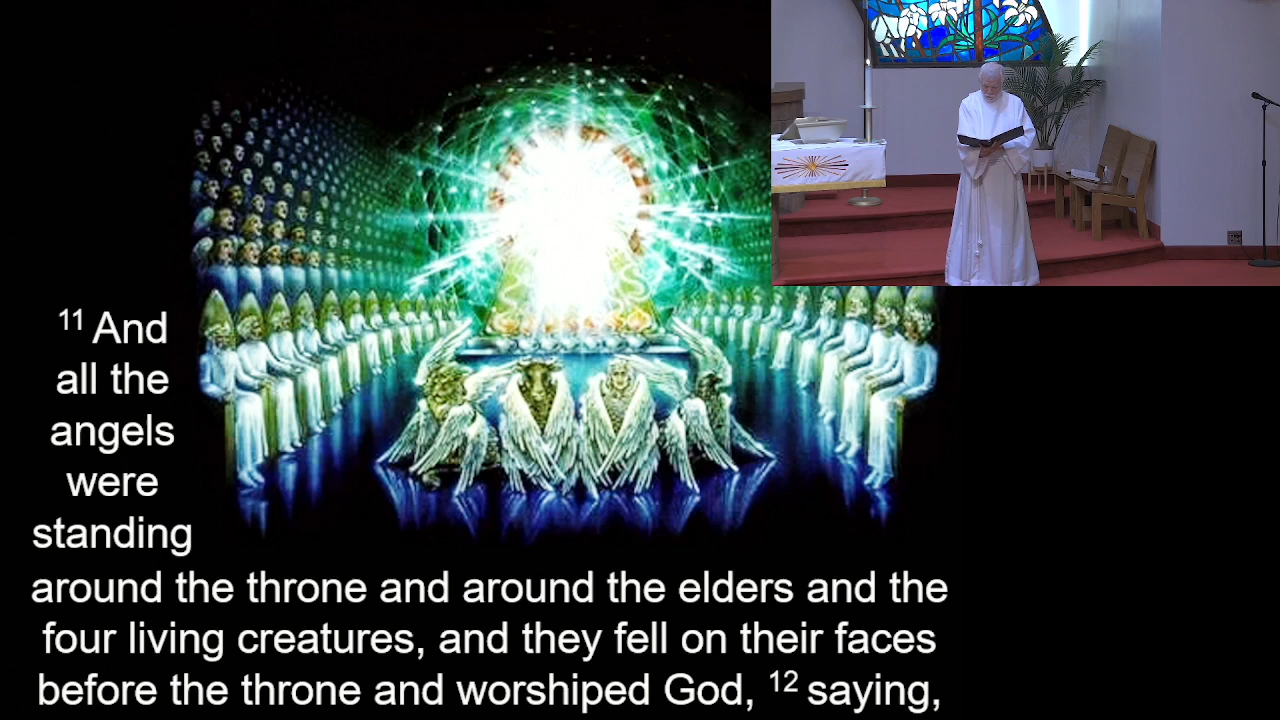 ¹¹ And
all the
angels
were
standing
around the throne and around the elders and the
four living creatures, and they fell on their faces
before the throne and worshiped God, ¹² saying,